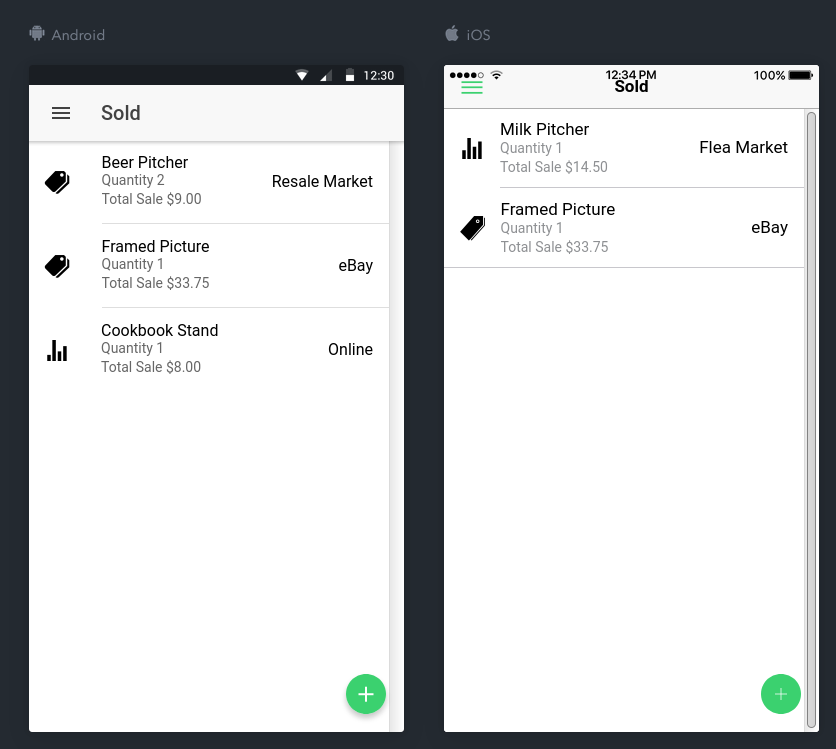 Android
12:30
Sold
Beer Pitcher
Quantity 2
Total Sale $9.00
Resale Market
Framed Picture
Quantity 1
Total Sale $33.75
eBay
Cookbook Stand
Quantity 1
Total Sale $8.00
Online
iOS
12:34 PM
100%
Sold
Milk Pitcher
Quantity 1
Total Sale $14.50
Flea Market
Framed Picture
Quantity 1
Total Sale $33.75
eBay